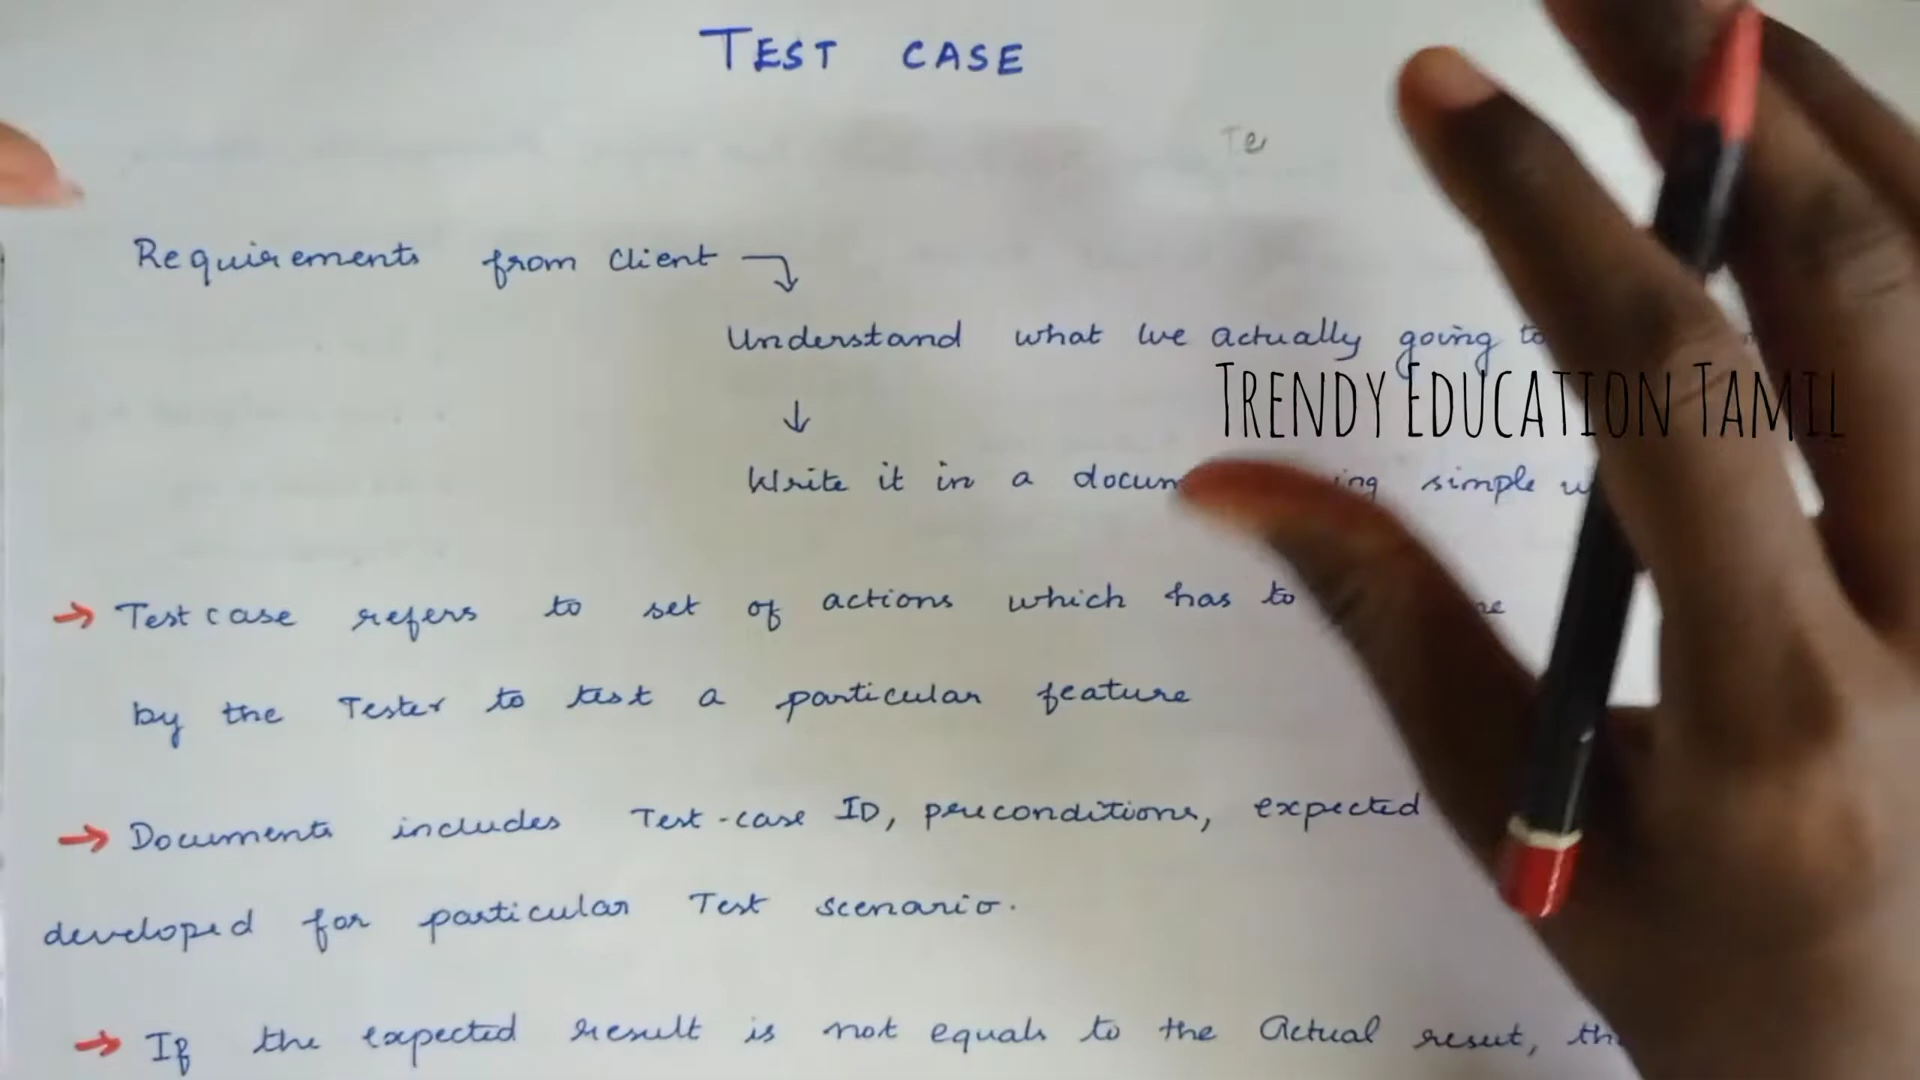 TEST CASE
Te
Requirements from client
Understand what we actually going to
TRENDY EDUCATION TAMIL
Write it in a simple
Test case refers to set of actions which has to
by the Tester to test a particular feature
Documents includes Test-case ID, preconditions, expected
developed for particular Test scenario.
If the expected result is not equals to the Actual resut,